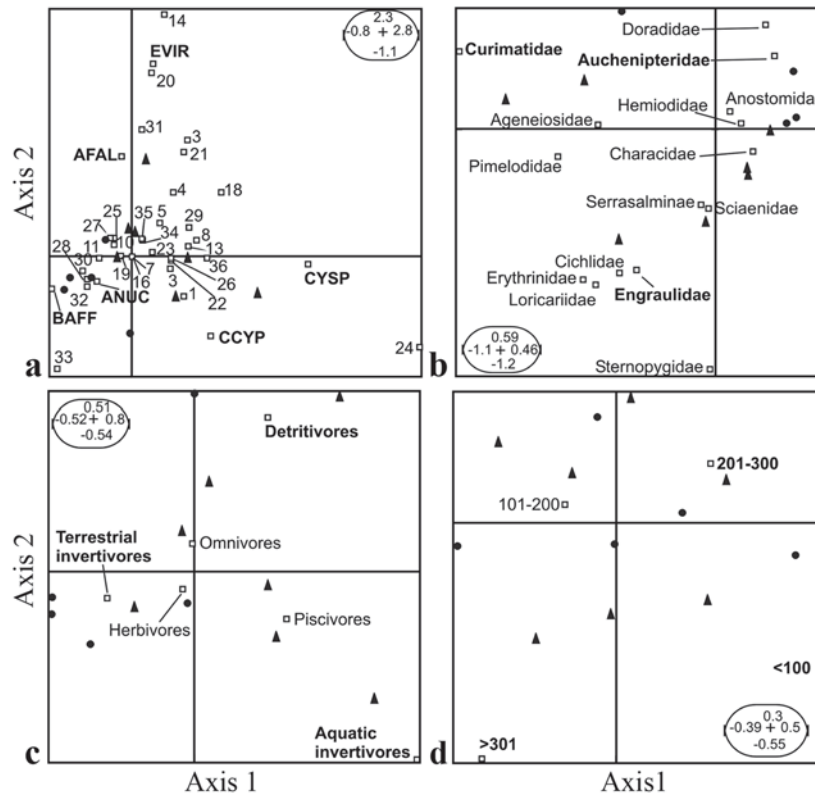 14
2.3
-0.8 + 2.8
-1.1
EVIR
20
31
3
21
AFAL
4
18
27
25
35
5
29
28
11
10
34
8
30
23
13
19
7
36
16
3
26
CYSP
32
ANUC
1
22
BAFF
CCYP
24
33
Axis 2
a
Doradidae
Curimatidae
Auchenipteridae
Anostomida
Hemiodidae
Ageneiosidae
Characidae
Pimelodidae
Serrasalminae
Sciaenidae
Cichlidae
Erythrinidae
Engraulidae
Loricariidae
0.59
-1.1 + 0.46
-1.2
Sternopygidae
b
0.51
-0.52 + 0.8
-0.54
Detritivores
Terrestrial
invertivores
Omnivores
Herbivores
Piscivores
Aquatic
invertivores
Axis 2
c
Axis 1
201-300
101-200
<100
0.3
-0.39 + 0.5
-0.55
>301
d
Axis1